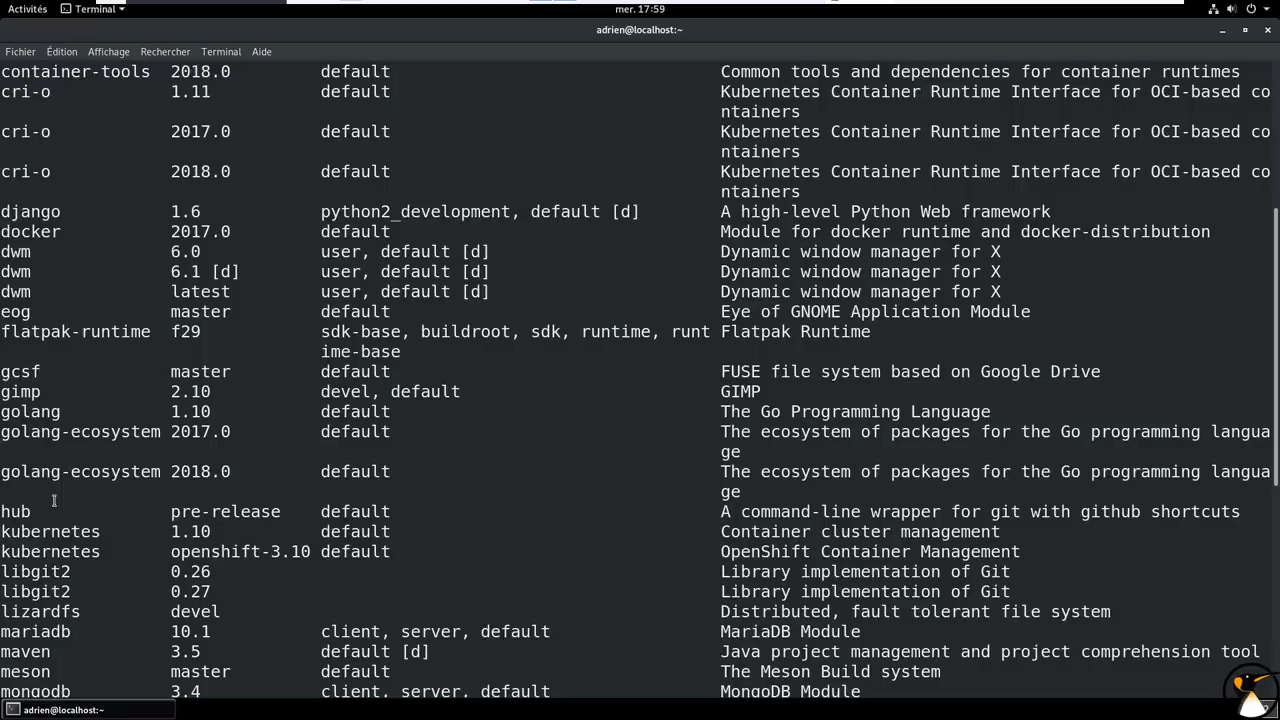 Activités Terminal mer. 17:59
adrien@localhost:~
Fichier Édition Affichage Rechercher Terminal Aide
container-tools 2018.0 default Common tools and dependencies for container runtimes
cri-o 1.11 default Kubernetes Container Runtime Interface for OCI-based co
ntainers
cri-o 2017.0 default Kubernetes Container Runtime Interface for OCI-based co
ntainers
cri-o 2018.0 default Kubernetes Container Runtime Interface for OCI-based co
ntainers
django 1.6 python2_development, default [d] A high-level Python Web framework
docker 2017.0 default Module for docker runtime and docker-distribution
dwm 6.0 user, default [d] Dynamic window manager for X
dwm 6.1 [d] user, default [d] Dynamic window manager for X
dwm latest user, default [d] Dynamic window manager for X
eog master default Eye of GNOME Application Module
flatpak-runtime f29 sdk-base, buildroot, sdk, runtime, runt Flatpak Runtime
ime-base
gcsf master default FUSE file system based on Google Drive
gimp 2.10 devel, default GIMP
golang 1.10 default The Go Programming Language
golang-ecosystem 2017.0 default The ecosystem of packages for the Go programming langua
ge
golang-ecosystem 2018.0 default The ecosystem of packages for the Go programming langua
ge
hub pre-release default A command-line wrapper for git with github shortcuts
kubernetes 1.10 default Container cluster management
kubernetes openshift-3.10 default OpenShift Container Management
libgit2 0.26 Library implementation of Git
libgit2 0.27 Library implementation of Git
lizardfs devel Distributed, fault tolerant file system
mariadb 10.1 client, server, default MariaDB Module
maven 3.5 default [d] Java project management and project comprehension tool
meson master default The Meson Build system
mongodb 3.4 client, server, default MongoDB Module
adrien@localhost:~